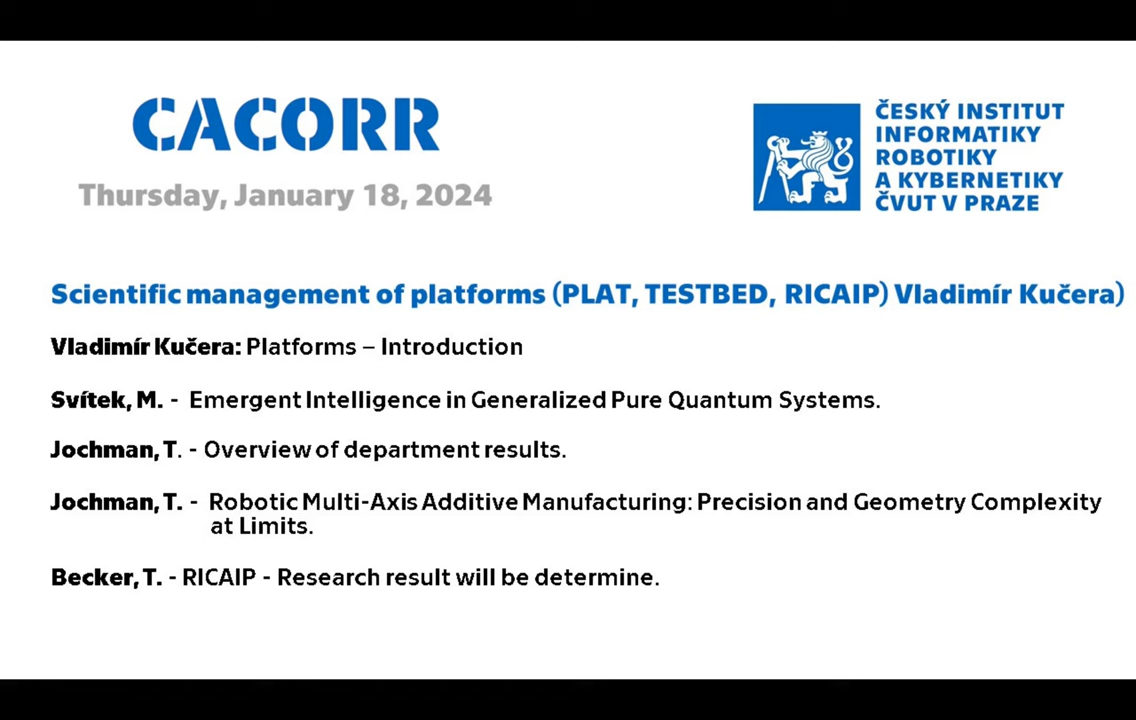 CACORR
Thursday, January 18, 2024
ČESKÝ INSTITUT
INFORMATIKY
ROBOTIKY
A KYBERNETIKY
ČVUT V PRAZE
Scientific management of platforms (PLAT, TESTBED, RICAIP) Vladimír Kučera)
Vladimír Kučera: Platforms – Introduction
Svítek, M. - Emergent Intelligence in Generalized Pure Quantum Systems.
Jochman, T. - Overview of department results.
Jochman, T. - Robotic Multi-Axis Additive Manufacturing: Precision and Geometry Complexity
at Limits.
Becker, T. - RICAIP - Research result will be determine.